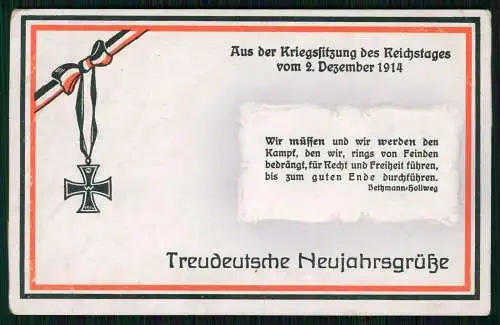 Aus der Kriegssitzung des Reichstages
vom 2. Dezember 1914
Wir müssen und wir werden den
Kampf, den wir, rings von Feinden
bedrängt, für Recht und Freiheit führen,
bis zum guten Ende durchführen.
Bethmann-Hollweg
Treudeutsche Neujahrsgrüße
W
1914